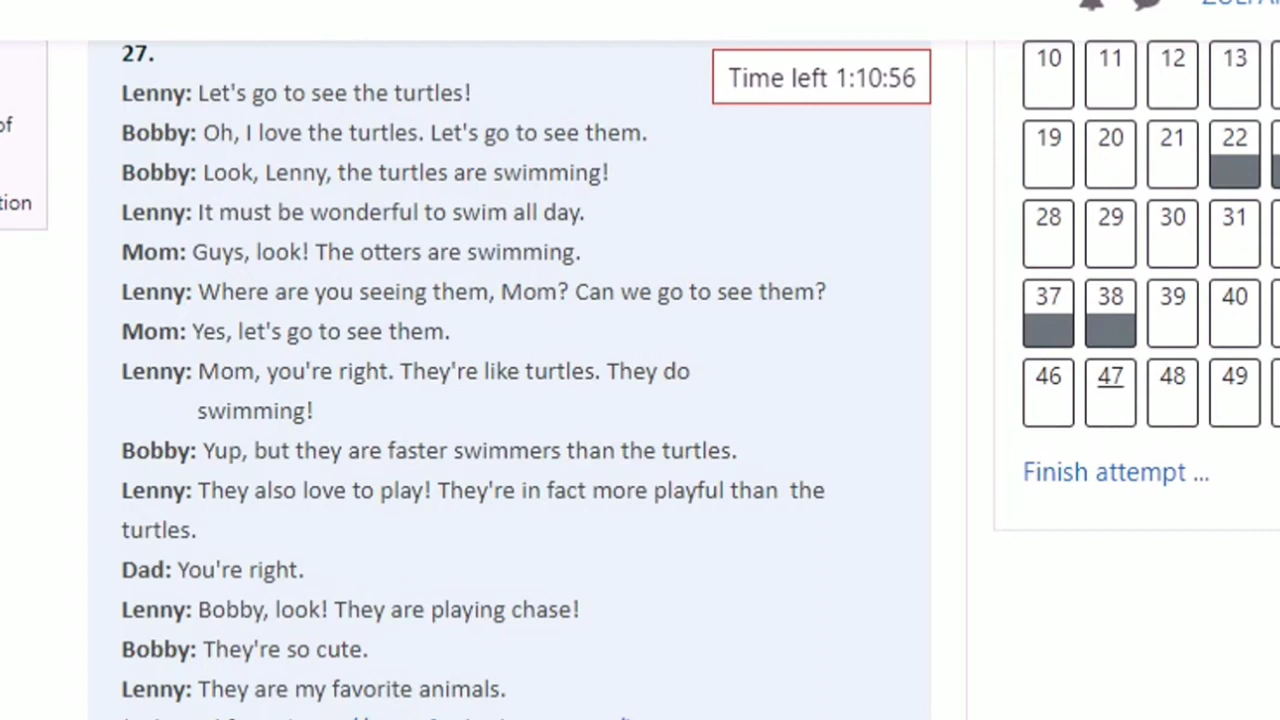 27.
Time left 1:10:56
Lenny: Let's go to see the turtles!
Bobby: Oh, I love the turtles. Let's go to see them.
Bobby: Look, Lenny, the turtles are swimming!
Lenny: It must be wonderful to swim all day.
Mom: Guys, look! The otters are swimming.
Lenny: Where are you seeing them, Mom? Can we go to see them?
Mom: Yes, let's go to see them.
Lenny: Mom, you're right. They're like turtles. They do
swimming!
Bobby: Yup, but they are faster swimmers than the turtles.
Lenny: They also love to play! They're in fact more playful than the
turtles.
Dad: You're right.
Lenny: Bobby, look! They are playing chase!
Bobby: They're so cute.
Lenny: They are my favorite animals.
of
tion
10 11 12 13
19 20 21 22
28 29 30 31
37 38 39 40
46 47 48 49
Finish attempt ...